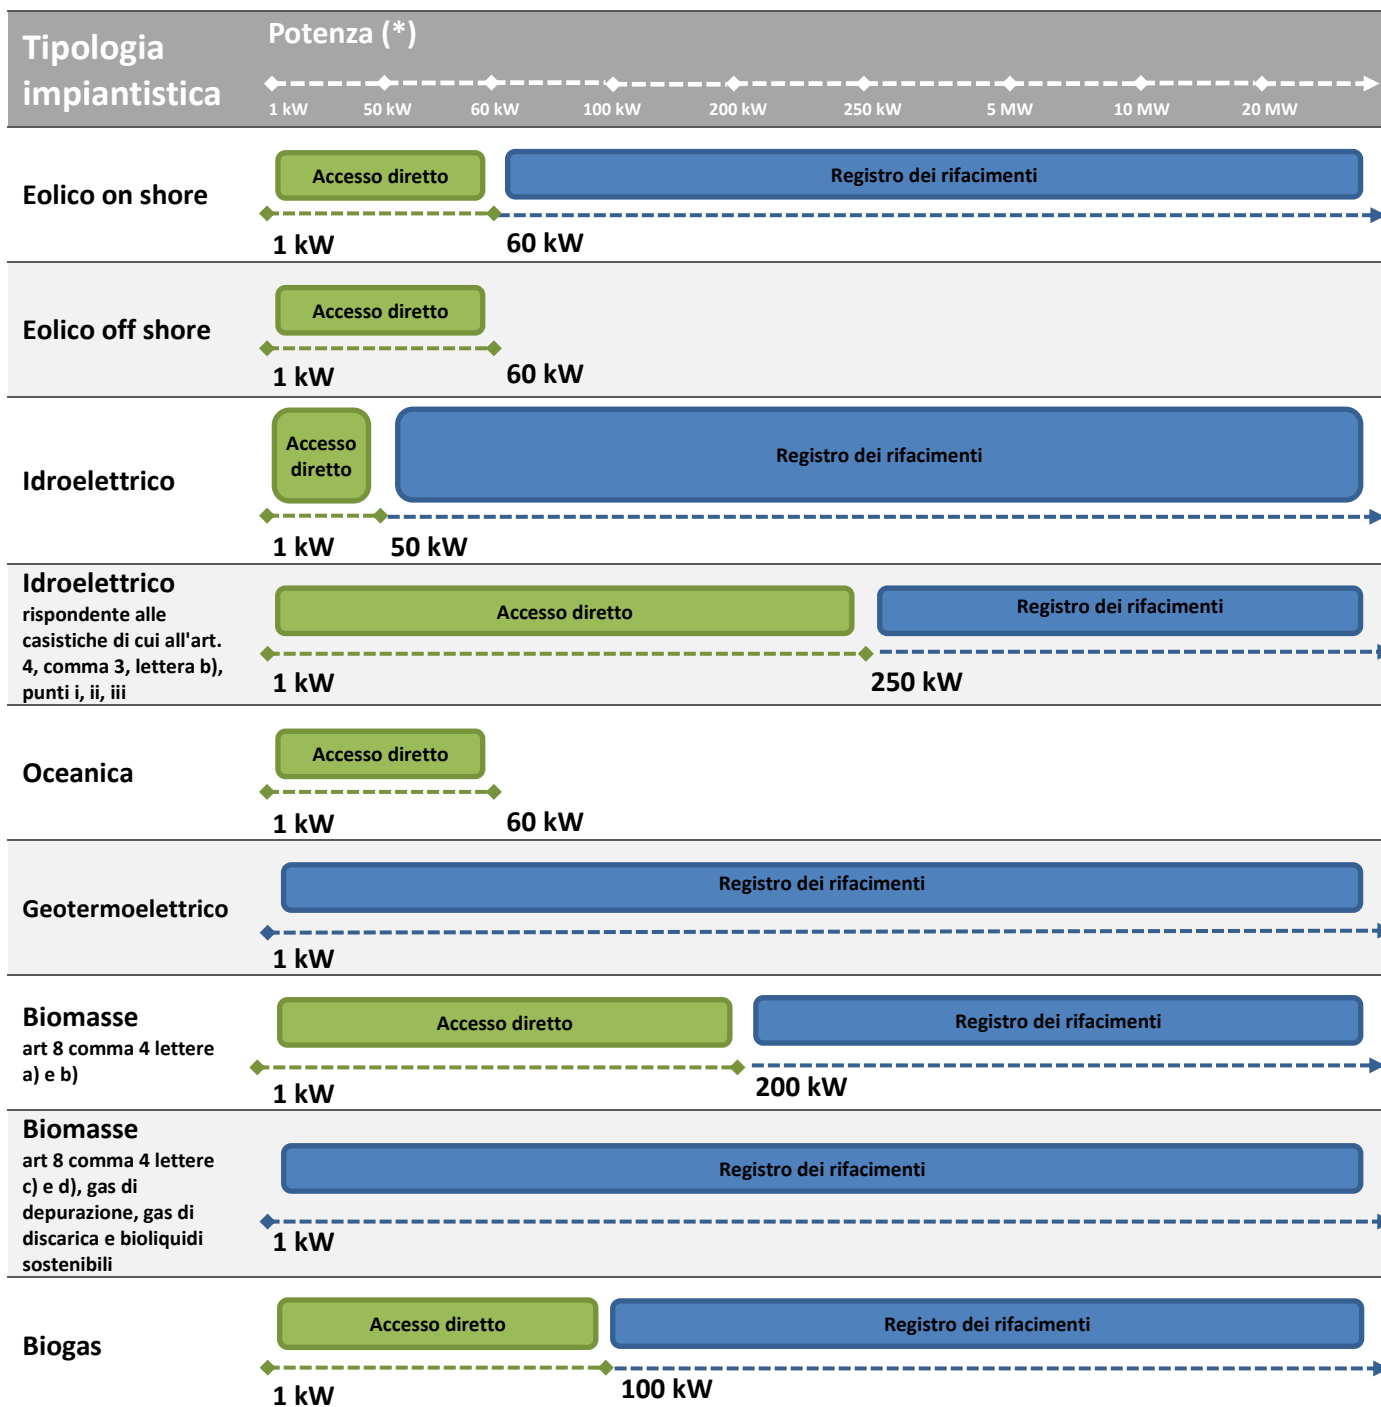 Tipologia
impiantistica
Potenza (*)
1 kW 50 kW 60 kW 100 kW 200 kW 250 kW 5 MW 10 MW 20 MW
Eolico on shore
Accesso diretto
Registro dei rifacimenti
1 kW
60 kW
Eolico off shore
Accesso diretto
1 kW
60 kW
Idroelettrico
Accesso
diretto
Registro dei rifacimenti
1 kW
50 kW
Idroelettrico
rispondente alle
casistiche di cui all'art.
4, comma 3, lettera b),
punti i, ii, iii
Accesso diretto
Registro dei rifacimenti
1 kW
250 kW
Oceanica
Accesso diretto
1 kW
60 kW
Geotermoelettrico
Registro dei rifacimenti
1 kW
Biomasse
art 8 comma 4 lettere
a) e b)
Accesso diretto
Registro dei rifacimenti
1 kW
200 kW
Biomasse
art 8 comma 4 lettere
c) e d), gas di
depurazione, gas di
discarica e bioliquidi
sostenibili
Registro dei rifacimenti
1 kW
Biogas
Accesso diretto
Registro dei rifacimenti
1 kW
100 kW